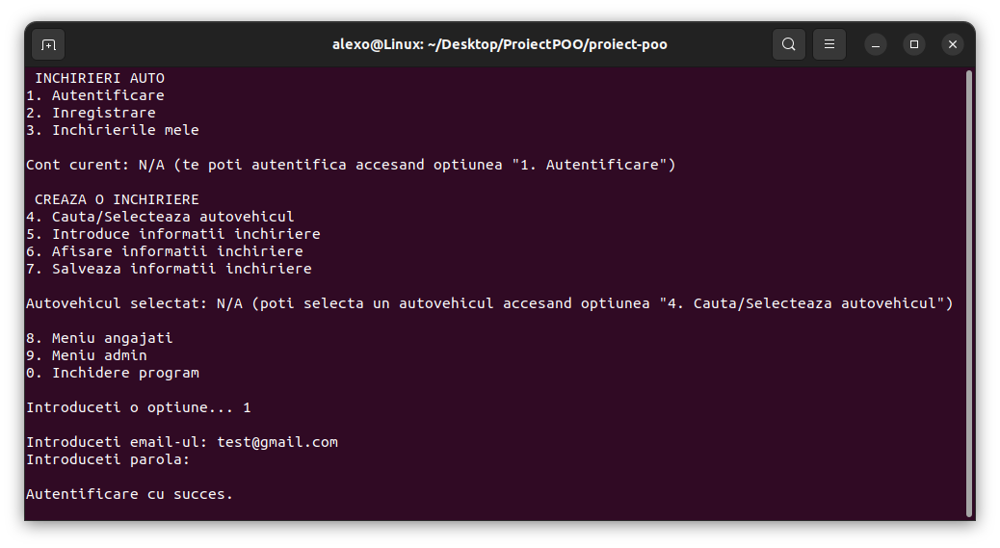 alexo@Linux: ~/Desktop/ProiectPOO/proiect-poo
INCHIRIERI AUTO
1. Autentificare
2. Inregistrare
3. Inchirierile mele
Cont curent: N/A (te poti autentifica accesand optiunea "1. Autentificare")
CREAZA O INCHIRIERE
4. Cauta/Selecteaza autovehicul
5. Introduce informatii inchiriere
6. Afisare informatii inchiriere
7. Salveaza informatii inchiriere
Autovehicul selectat: N/A (poti selecta un autovehicul accesand optiunea "4. Cauta/Selecteaza autovehicul")
8. Meniu angajati
9. Meniu admin
0. Inchidere program
Introduceti o optiune... 1
Introduceti email-ul: test@gmail.com
Introduceti parola:
Autentificare cu succes.